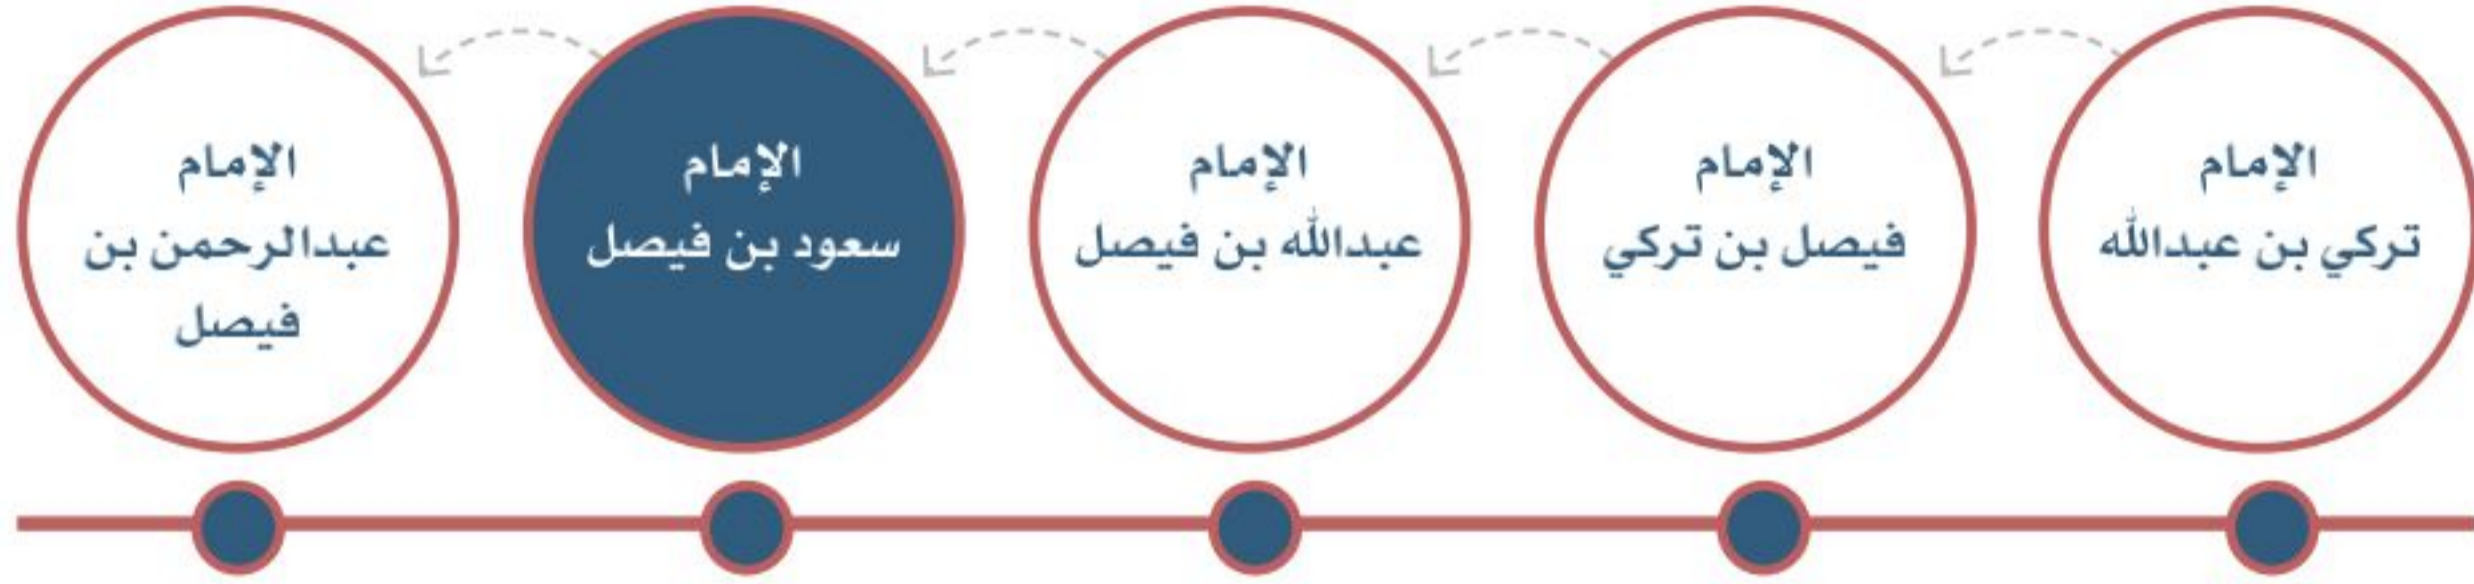 الإمام
تركي بن عبدالله
الإمام
فيصل بن تركي
الإمام
عبدالله بن فيصل
الإمام
سعود بن فيصل
الإمام
عبدالرحمن بن
فيصل